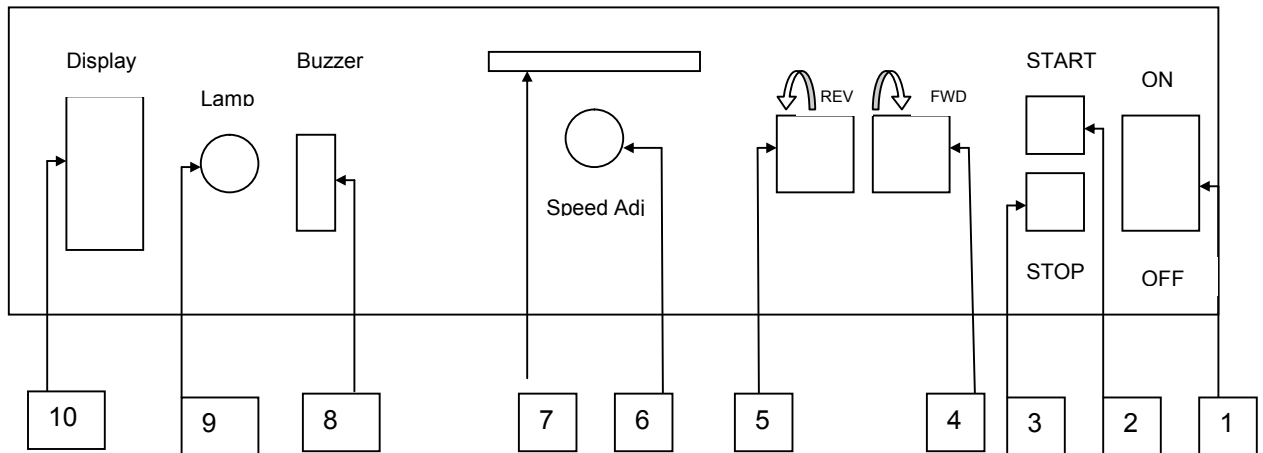 Display
Buzzer
START
ON
Lamp
REV
FWD
Speed Adj
STOP
OFF
10
9
8
7
6
5
4
3
2
1